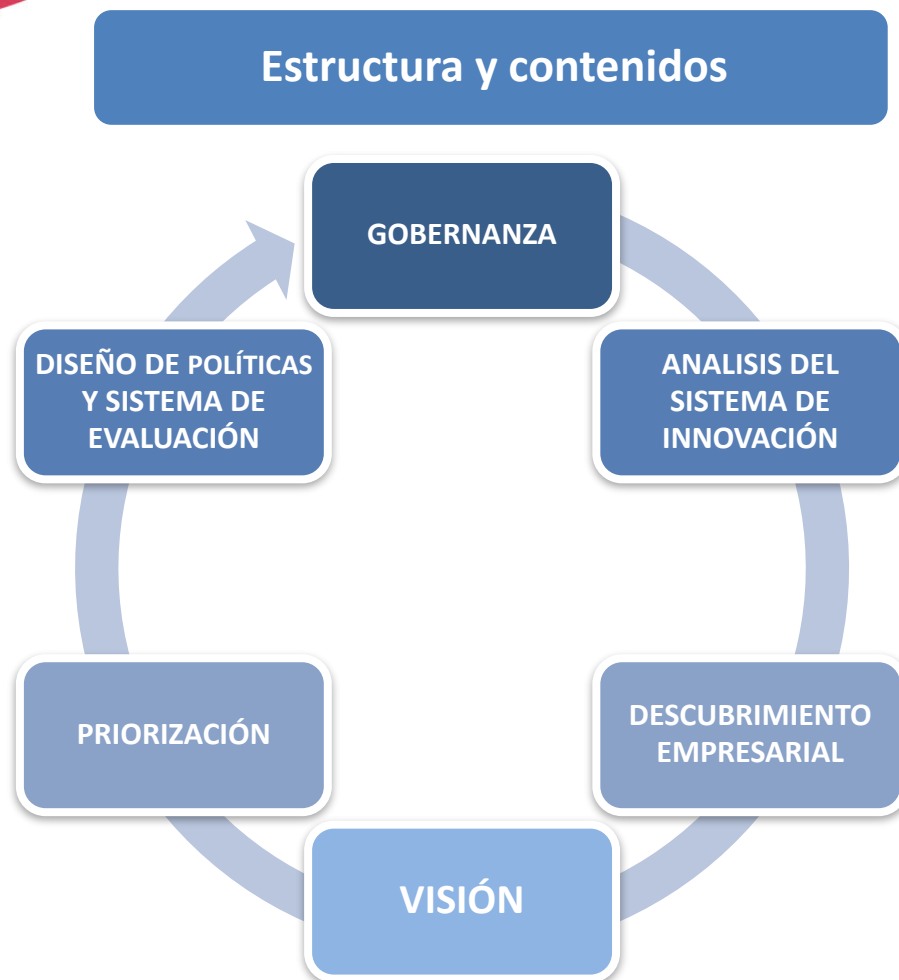 Estructura y contenidos
GOBERNANZA
ANALISIS DEL
SISTEMA DE
INNOVACIÓN
DESCUBRIMIENTO
EMPRESARIAL
VISIÓN
PRIORIZACIÓN
DISEÑO DE POLÍTICAS
Y SISTEMA DE
EVALUACIÓN